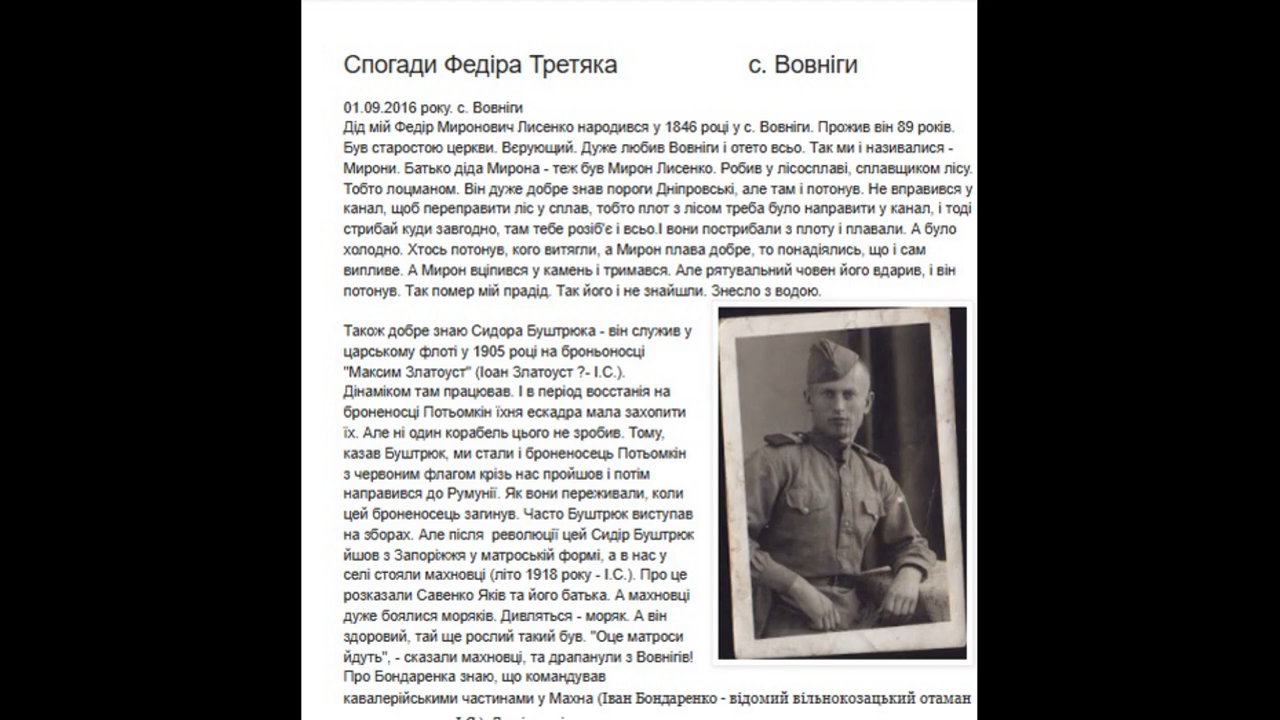 Спогади Федіра Третяка с. Вовніги
01.09.2016 року. с. Вовніги
Дід мій Федір Миронович Лисенко народився у 1846 році у с. Вовніги. Прожив він 89 років.
Був старостою церкви. Вєрующий. Дуже любив Вовніги і отето всьо. Так ми і називалися -
Мирони. Батько діда Мирона - теж був Мирон Лисенко. Робив у лісосплаві, сплавщиком лісу.
Тобто лоцманом. Він дуже добре знав пороги Дніпровські, але там і потонув. Не вправився у
канал, щоб переправити ліс у сплав, тобто плот з лісом треба було направити у канал, і тоді
стрибай куди завгодно, там тебе розіб'є і всьо.І вони пострибали з плоту і плавали. А було
холодно. Хтось потонув, кого витягли, а Мирон плава добре, то понадіялись, що і сам
випливе. А Мирон вціпився у камень і тримався. Але рятувальний човен його вдарив, і він
потонув. Так помер мій прадід. Так його і не знайшли. Знесло з водою.
Також добре знаю Сидора Буштрюка - він служив у
царському флоті у 1905 році на броньоносці
"Максим Златоуст" (Іоан Златоуст ?- І.С.).
Дінаміком там працював. І в період восстанія на
броненосці Потьомкін їхня ескадра мала захопити
їх. Але ні один корабель цього не зробив. Тому,
казав Буштрюк, ми стали і броненосець Потьомкін
з червоним флагом крізь нас пройшов і потім
направився до Румунії. Як вони переживали, коли
цей броненосець загинув. Часто Буштрюк виступав
на зборах. Але після революції цей Сидір Буштрюк
йшов з Запоріжжя у матроській формі, а в нас у
селі стояли махновці (літо 1918 року - І.С.). Про це
розказали Савенко Яків та його батька. А махновці
дуже боялися моряків. Дивляться - моряк. А він
здоровий, тай ще рослий такий був. "Оце матроси
йдуть", - сказали махновці, та драпанули з Вовнігів!
Про Бондаренка знаю, що командував
кавалерійськими частинами у Махна (Іван Бондаренко - відомий вільнокозацький отаман